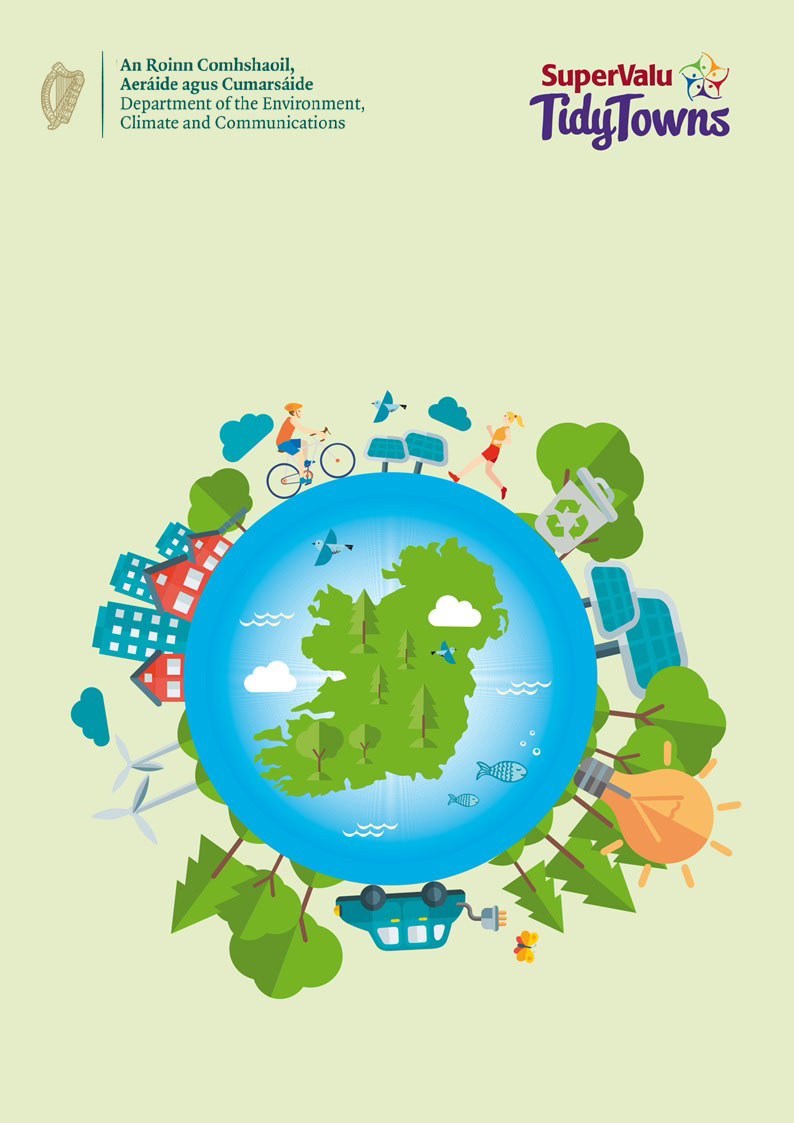 An Roinn Comhshaoil,
Aeráide agus Cumarsáide
Department of the Environment,
Climate and Communications
SuperValu
TidyTowns